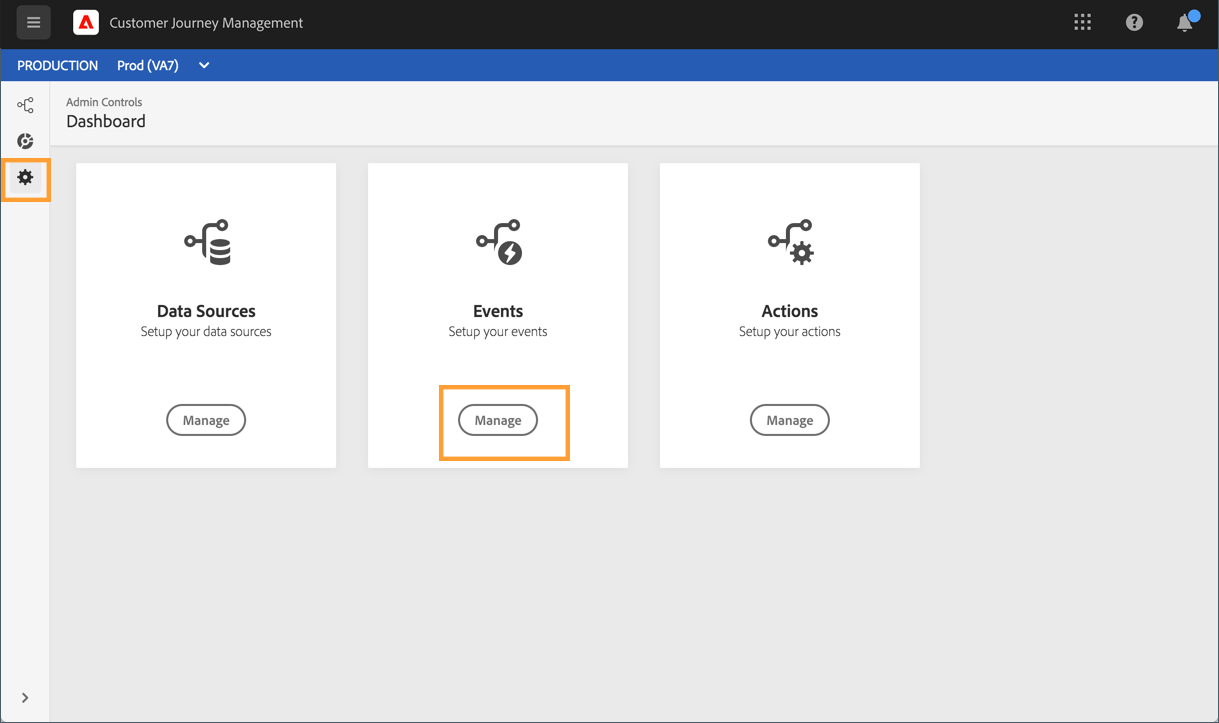 Customer Journey Management
PRODUCTION Prod (VA7)
Admin Controls
Dashboard
Data Sources
Setup your data sources
Manage
Events
Setup your events
Manage
Actions
Setup your actions
Manage